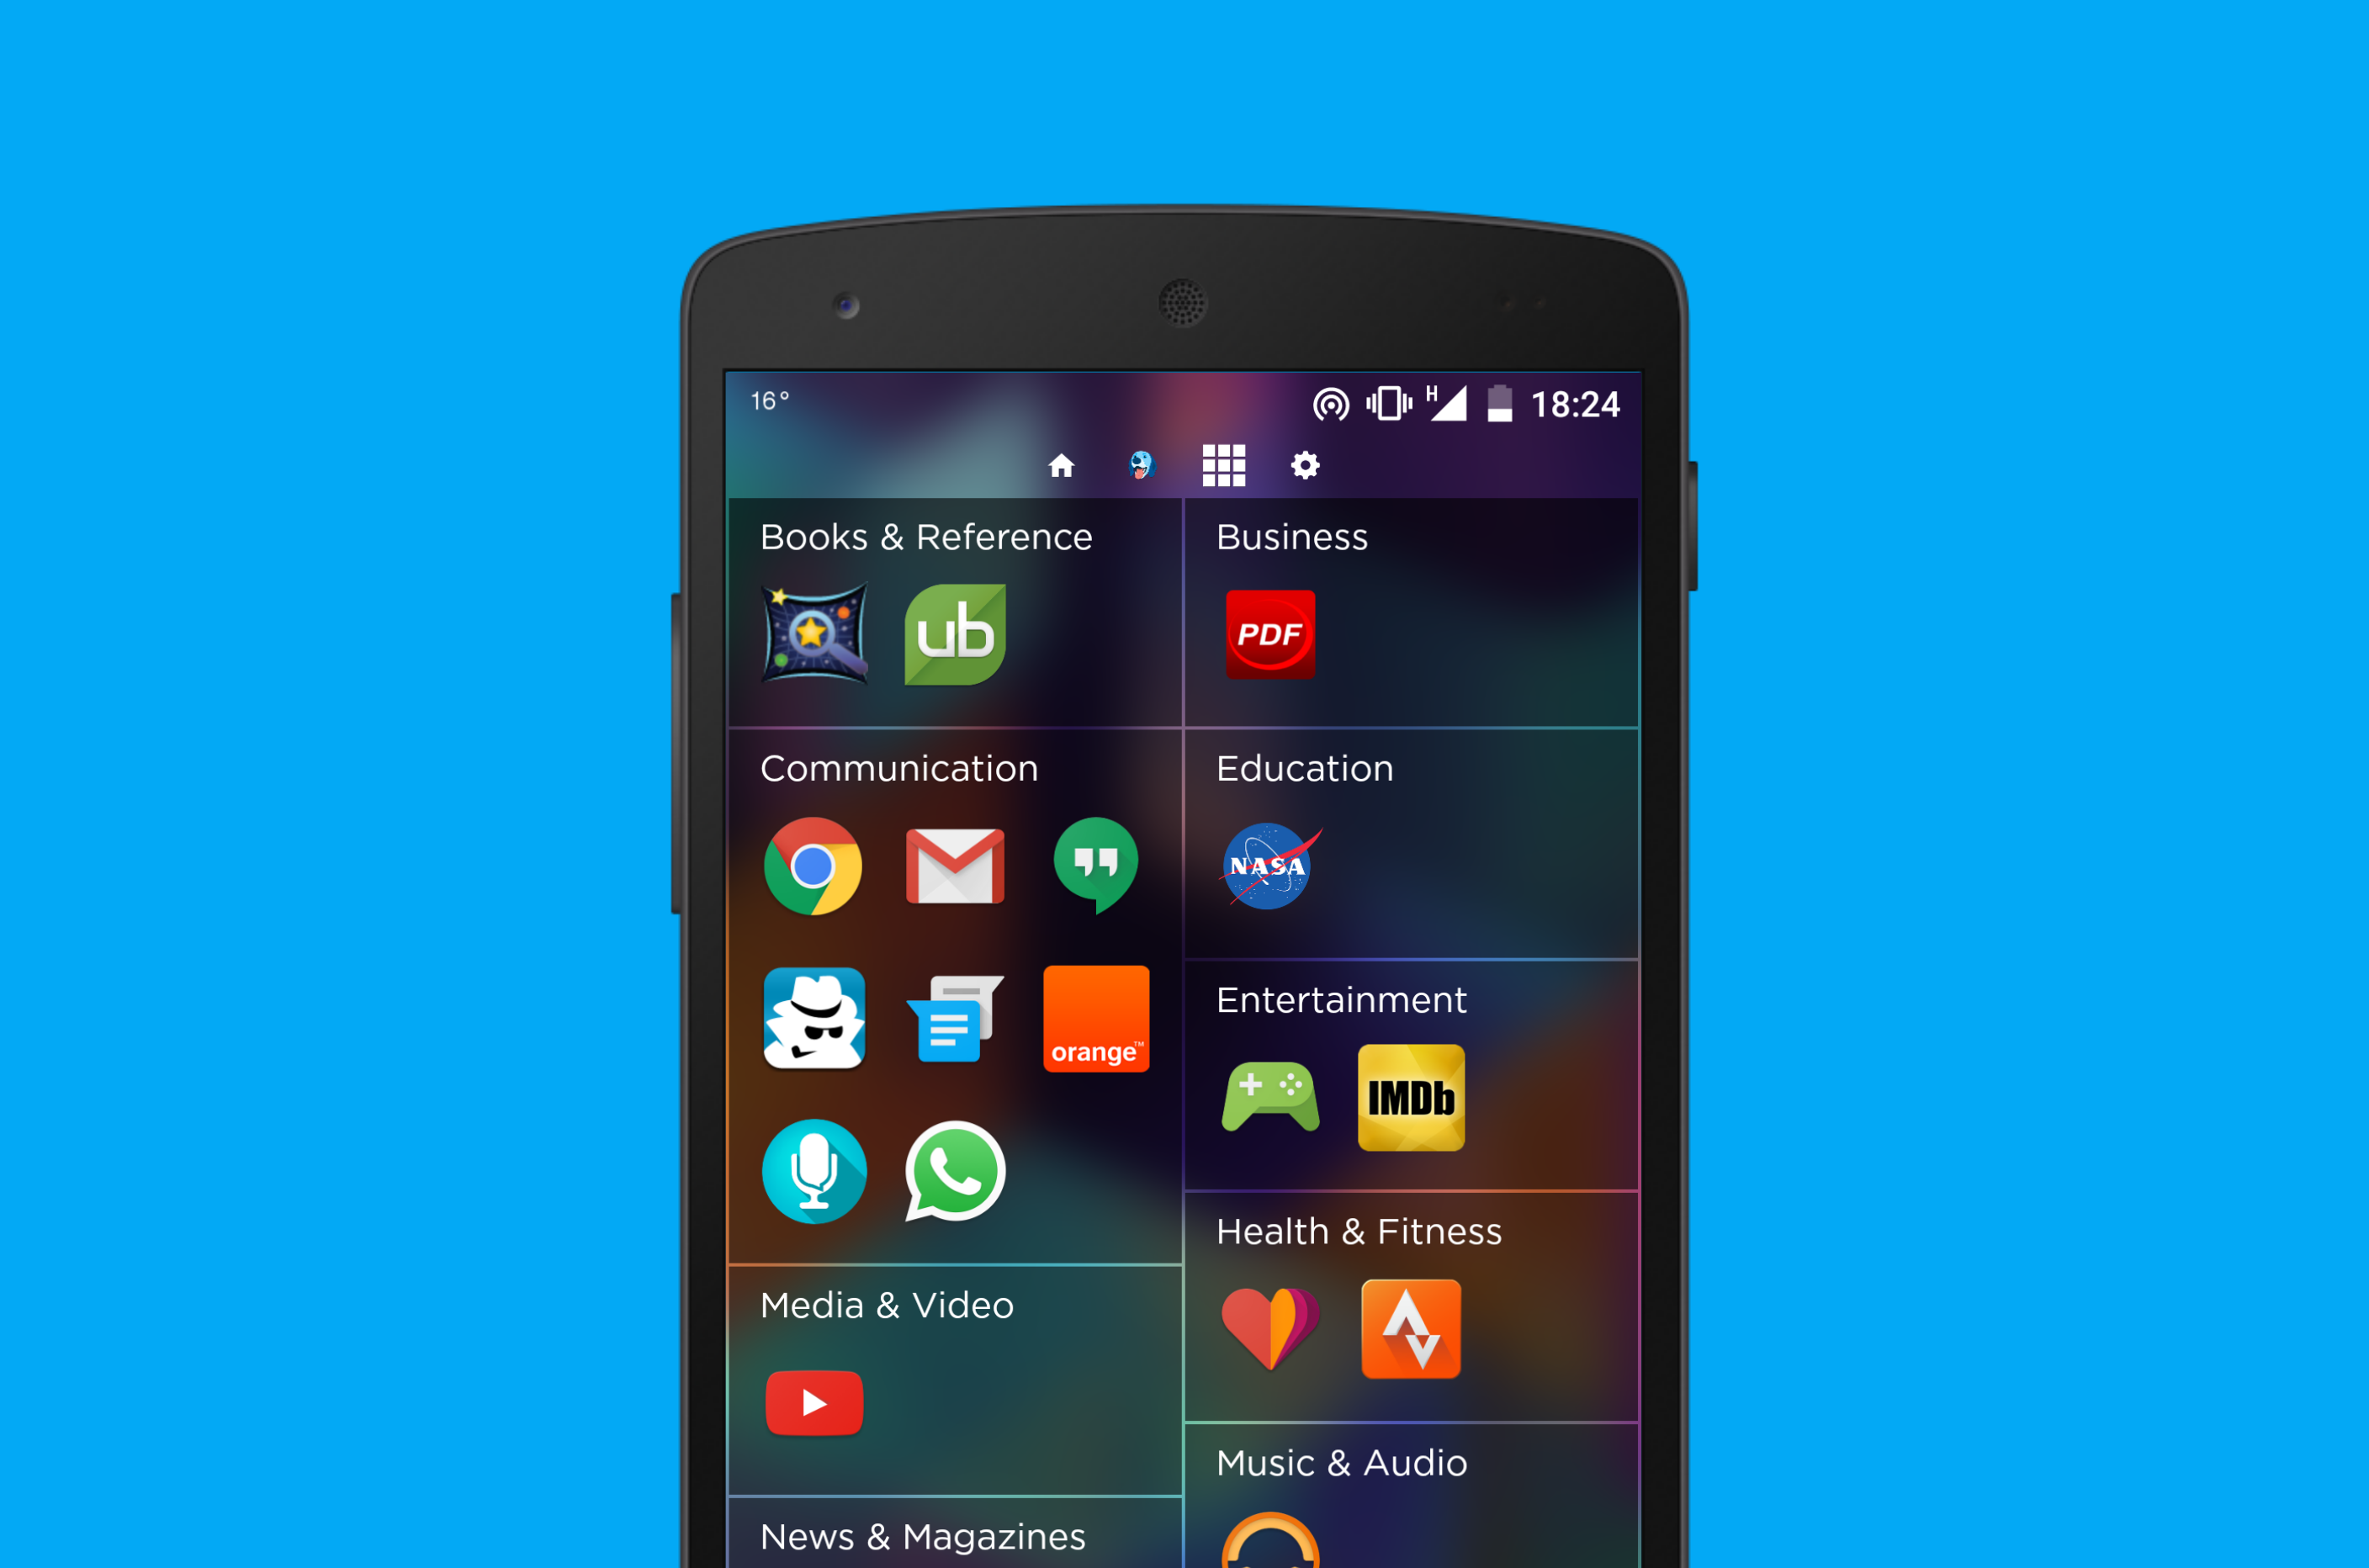 16°
H
18:24
Books & Reference
ub
Business
PDF
Communication
Education
NASA
orange™
Entertainment
IMDb
Health & Fitness
Media & Video
Music & Audio
News & Magazines